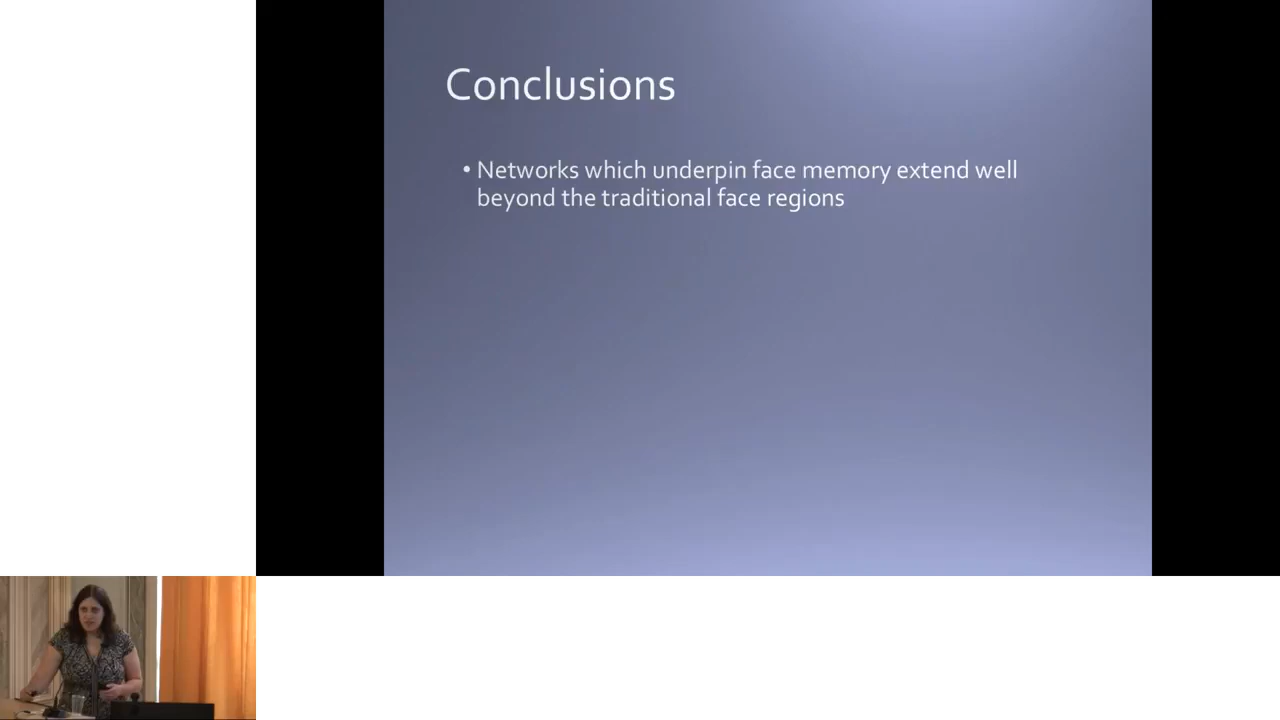 Conclusions
• Networks which underpin face memory extend well
beyond the traditional face regions